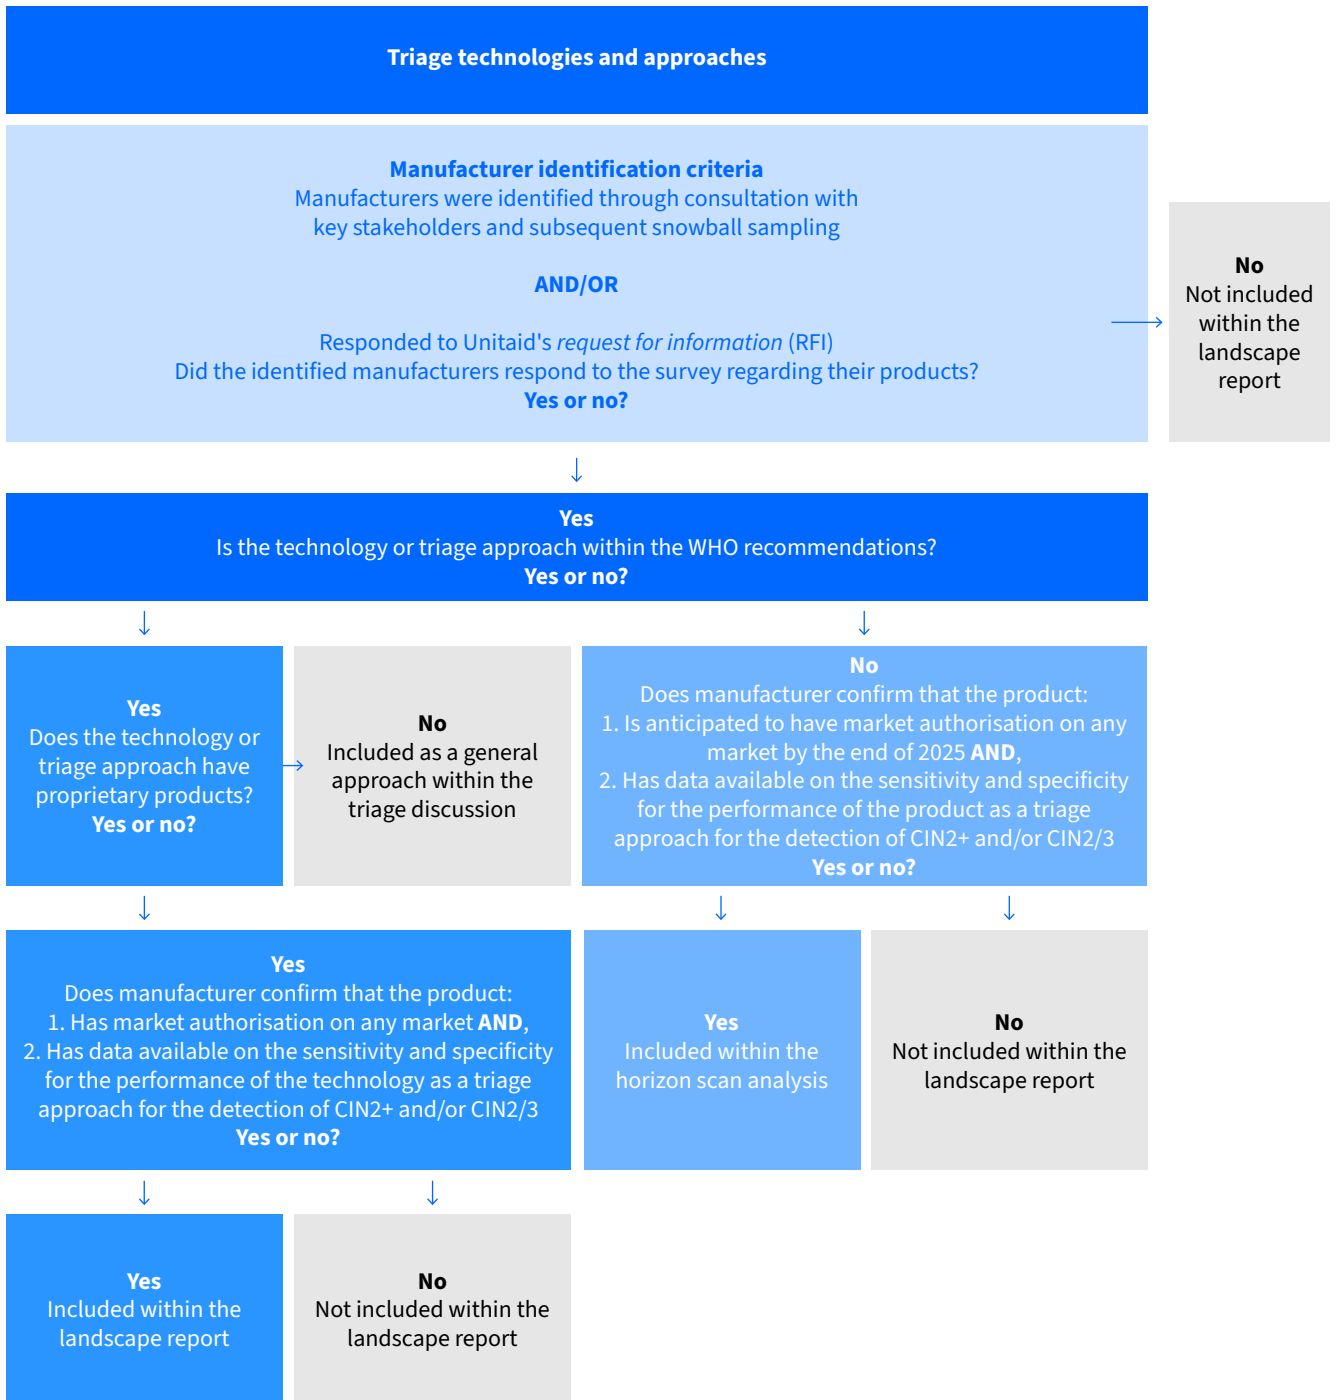 Triage technologies and approaches
Manufacturer identification criteria
Manufacturers were identified through consultation with
key stakeholders and subsequent snowball sampling
AND/OR
Responded to Unitaid's request for information (RFI)
Did the identified manufacturers respond to the survey regarding their products?
Yes or no?
No
Not included
within the
landscape
report
Yes
Is the technology or triage approach within the WHO recommendations?
Yes or no?
Yes
Does the technology or
triage approach have
proprietary products?
Yes or no?
No
Included as a general
approach within the
triage discussion
No
Does manufacturer confirm that the product:
1. Is anticipated to have market authorisation on any
market by the end of 2025 AND,
2. Has data available on the sensitivity and specificity
for the performance of the product as a triage
approach for the detection of CIN2+ and/or CIN2/3
Yes or no?
Yes
Does manufacturer confirm that the product:
1. Has market authorisation on any market AND,
2. Has data available on the sensitivity and specificity
for the performance of the technology as a triage
approach for the detection of CIN2+ and/or CIN2/3
Yes or no?
Yes
Included within the
horizon scan analysis
No
Not included within the
landscape report
Yes
Included within the
landscape report
No
Not included within the
landscape report